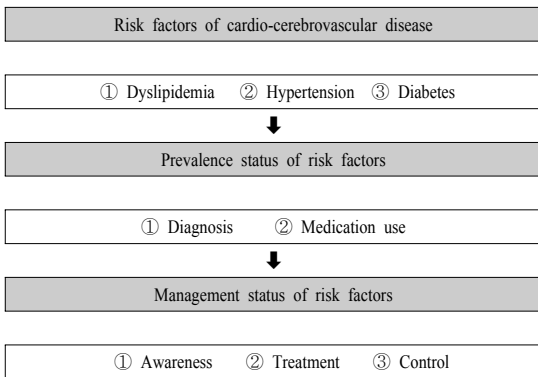 Risk factors of cardio-cerebrovascular disease
① Dyslipidemia ② Hypertension ③ Diabetes
Prevalence status of risk factors
① Diagnosis ② Medication use
Management status of risk factors
① Awareness ② Treatment ③ Control